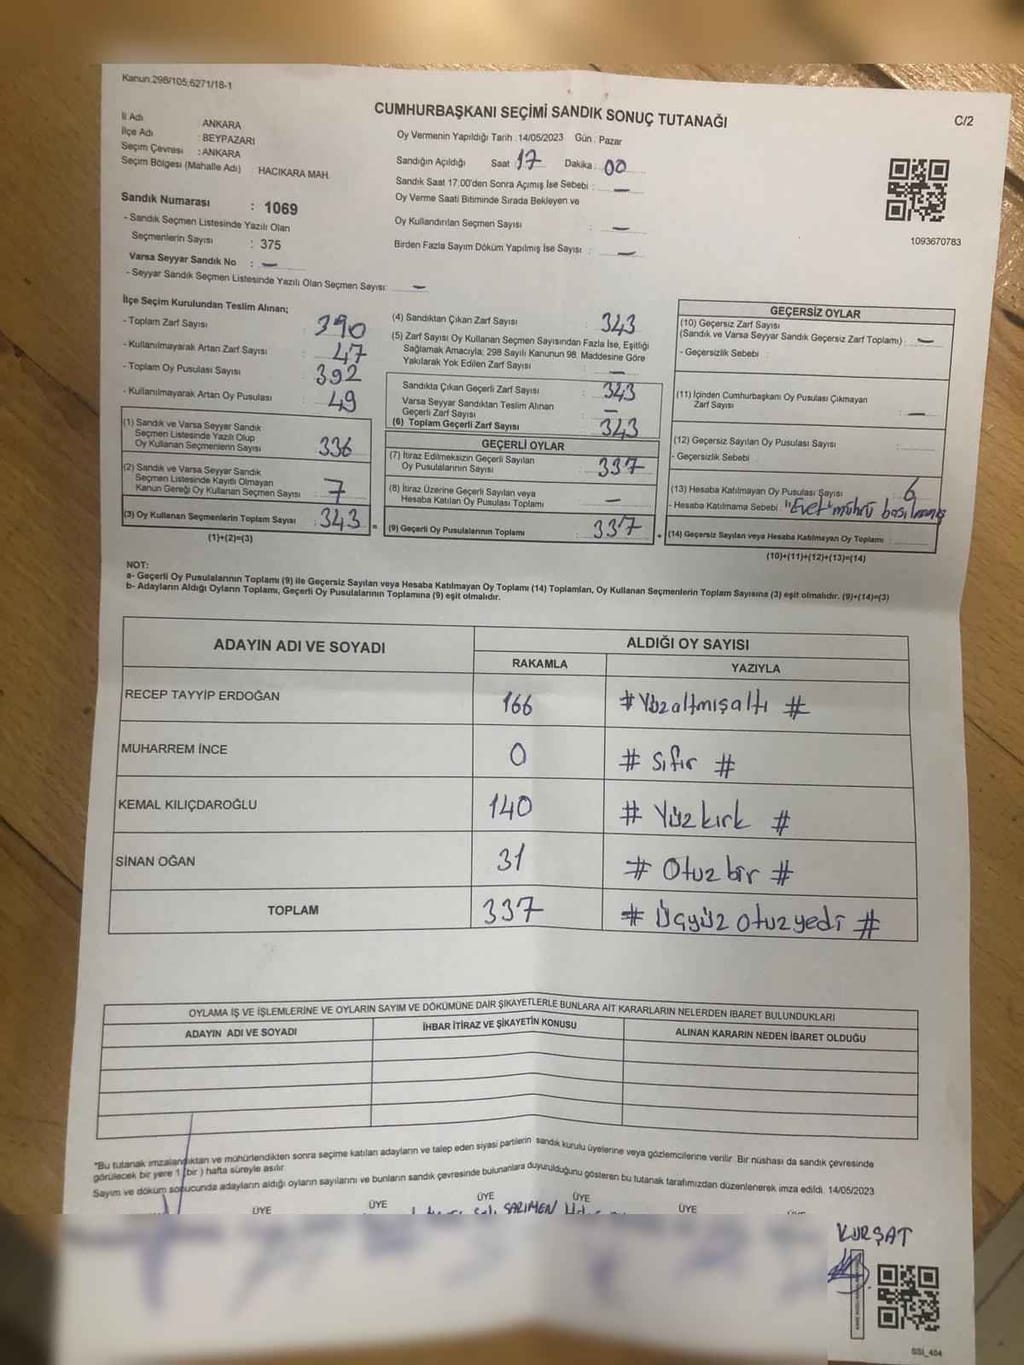 Kanun:298/105;6271/18-1
CUMHURBAŞKANI SEÇİMİ SANDIK SONUÇ TUTANAĞI
C/2
İl Adı ANKARA
İlçe Adı : BEYPAZARI
Seçim Çevresi : ANKARA
Seçim Bölgesi (Mahalle Adı) : HACIKARA MAH.
Oy Vermenin Yapıldığı Tarih : 14/05/2023 Gün : Pazar
Sandığın Açıldığı Saat : 17 Dakika : 00
Sandık Saat 17:00'den Sonra Açılmış İse Sebebi : —
Oy Verme Saati Bitiminde Sırada Bekleyen ve
Oy Kullandırılan Seçmen Sayısı : —
Birden Fazla Sayım Döküm Yapılmış İse Sayısı : —
1093670783
Sandık Numarası : 1069
- Sandık Seçmen Listesinde Yazılı Olan
Seçmenlerin Sayısı : 375
Varsa Seyyar Sandık No : —
- Seyyar Sandık Seçmen Listesinde Yazılı Olan Seçmen Sayısı: —
İlçe Seçim Kurulundan Teslim Alınan;
- Toplam Zarf Sayısı : 390
- Kullanılmayarak Artan Zarf Sayısı : 47
- Toplam Oy Pusulası Sayısı : 392
- Kullanılmayarak Artan Oy Pusulası : 49
(1) Sandık ve Varsa Seyyar Sandık
Seçmen Listesinde Yazılı Olup
Oy Kullanan Seçmenlerin Sayısı : 336
(2) Sandık ve Varsa Seyyar Sandık
Seçmen Listesinde Kayıtlı Olmayan
Kanun Gereği Oy Kullanan Seçmen Sayısı : 7
(3) Oy Kullanan Seçmenlerin Toplam Sayısı : 343
(1)+(2)=(3)
(4) Sandıktan Çıkan Zarf Sayısı : 343
(5) Zarf Sayısı Oy Kullanan Seçmen Sayısından Fazla İse, Eşitliği
Sağlamak Amacıyla; 298 Sayılı Kanunun 98. Maddesine Göre
Yakılarak Yok Edilen Zarf Sayısı : —
Sandıkta Çıkan Geçerli Zarf Sayısı : 343
Varsa Seyyar Sandıktan Teslim Alınan
Geçerli Zarf Sayısı : —
(6) Toplam Geçerli Zarf Sayısı : 343
GEÇERLİ OYLAR
(7) İtiraz Edilmeksizin Geçerli Sayılan
Oy Pusulalarının Sayısı : 337
(8) İtiraz Üzerine Geçerli Sayılan veya
Hesaba Katılan Oy Pusulası Toplamı : —
(9) Geçerli Oy Pusulalarının Toplamı : 337
GEÇERSİZ OYLAR
(10) Geçersiz Zarf Sayısı
(Sandık ve Varsa Seyyar Sandık Geçersiz Zarf Toplamı) : —
- Geçersizlik Sebebi :
(11) İçinden Cumhurbaşkanı Oy Pusulası Çıkmayan
Zarf Sayısı : —
(12) Geçersiz Sayılan Oy Pusulası Sayısı :
- Geçersizlik Sebebi :
(13) Hesaba Katılmayan Oy Pusulası Sayısı : 6
- Hesaba Katılmama Sebebi : "Evet" mührü basılmamış
(14) Geçersiz Sayılan veya Hesaba Katılmayan Oy Toplamı
(10)+(11)+(12)+(13)=(14)
NOT:
a- Geçerli Oy Pusulalarının Toplamı (9) ile Geçersiz Sayılan veya Hesaba Katılmayan Oy Toplamı (14) Toplamları, Oy Kullanan Seçmenlerin Toplam Sayısına (3) eşit olmalıdır. (9)+(14)=(3)
b- Adayların Aldığı Oyların Toplamı, Geçerli Oy Pusulalarının Toplamına (9) eşit olmalıdır.
ADAYIN ADI VE SOYADI ALDIĞI OY SAYISI
RAKAMLA YAZIYLA
RECEP TAYYİP ERDOĞAN 166 # Yüzaltmışaltı #
MUHARREM İNCE 0 # Sıfır #
KEMAL KILIÇDAROĞLU 140 # Yüzkırk #
SİNAN OĞAN 31 # Otuzbir #
TOPLAM 337 # Üçyüzotuzyedi #
OYLAMA İŞ VE İŞLEMLERİNE VE OYLARIN SAYIM VE DÖKÜMÜNE DAİR ŞİKAYETLERLE BUNLARA AİT KARARLARIN NELERDEN İBARET BULUNDUKLARI
ADAYIN ADI VE SOYADI İHBAR İTİRAZ VE ŞİKAYETİN KONUSU ALINAN KARARIN NEDEN İBARET OLDUĞU
*Bu tutanak imzalandıktan ve mühürlendikten sonra seçime katılan adayların ve talep eden siyasi partilerin sandık kurulu üyelerine veya gözlemcilerine verilir. Bir nüshası da sandık çevresinde
görülecek bir yere 1 (bir) hafta süreyle asılır.
Sayım ve döküm sonucunda adayların aldığı oyların sayılarını ve bunların sandık çevresinde bulunanlara duyurulduğunu gösteren bu tutanak tarafımızdan düzenlenerek imza edildi. 14/05/2023
ÜYE ÜYE ÜYE ÜYE ÜYE
SARIMEN
KÜRŞAT
SSI_404